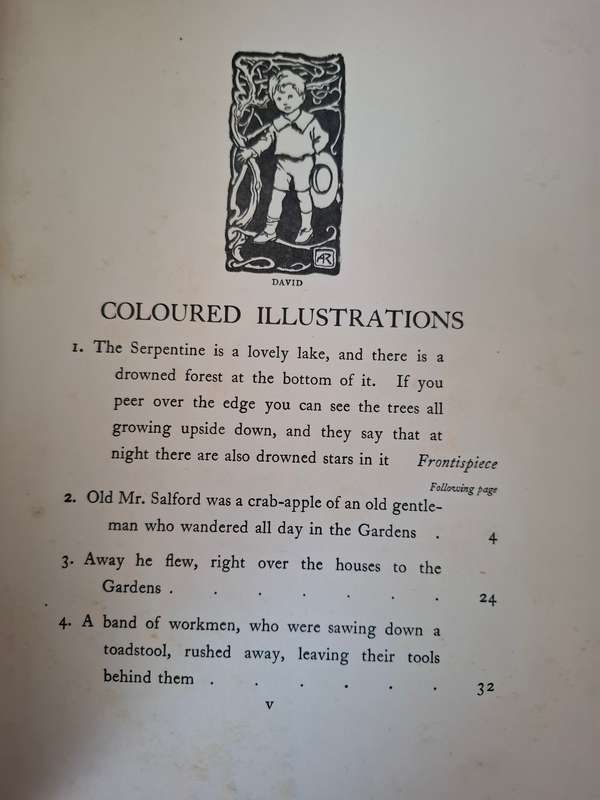 AR
DAVID
COLOURED ILLUSTRATIONS
1. The Serpentine is a lovely lake, and there is a
drowned forest at the bottom of it. If you
peer over the edge you can see the trees all
growing upside down, and they say that at
night there are also drowned stars in it Frontispiece
Following page
2. Old Mr. Salford was a crab-apple of an old gentle-
man who wandered all day in the Gardens . 4
3. Away he flew, right over the houses to the
Gardens . . . . . . . 24
4. A band of workmen, who were sawing down a
toadstool, rushed away, leaving their tools
behind them . . . . . . 32
v